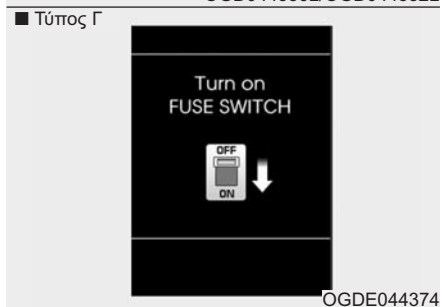 ■ Τύπος Γ
Turn on
FUSE SWITCH
OFF
ON
OGDE044374